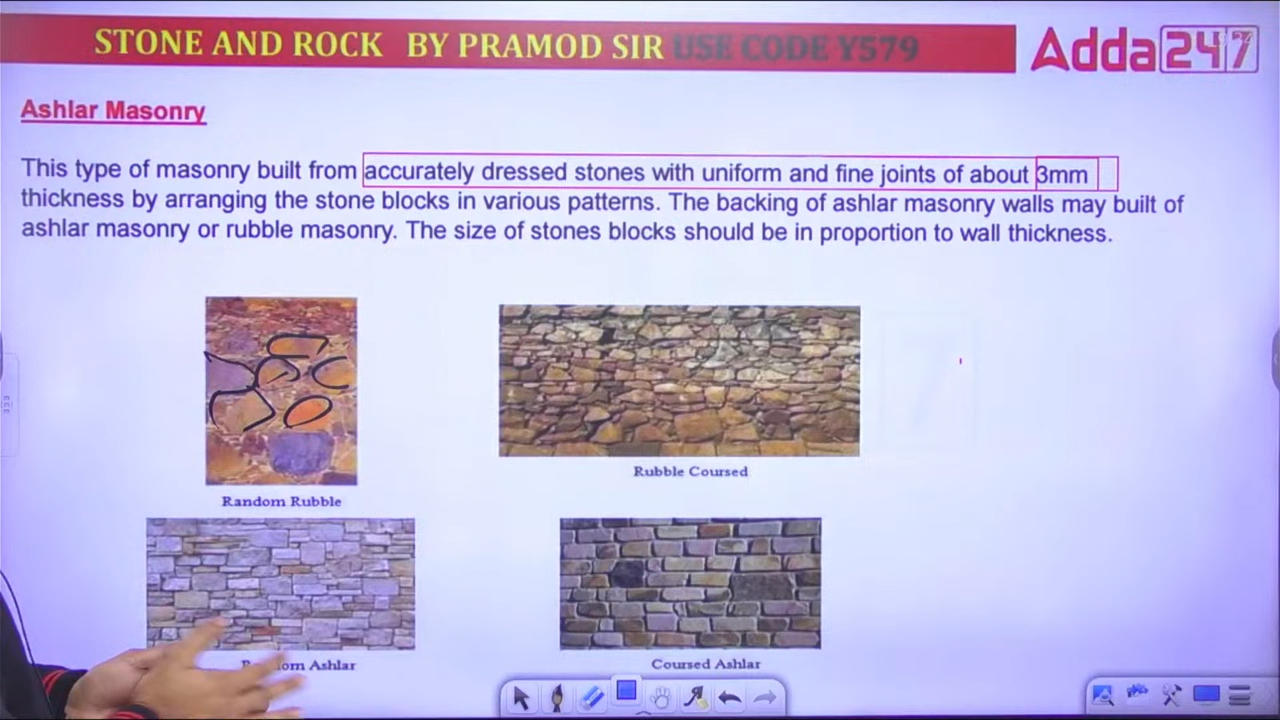 STONE AND ROCK BY PRAMOD SIR USE CODE Y579
Adda247
Ashlar Masonry
This type of masonry built from accurately dressed stones with uniform and fine joints of about 3mm
thickness by arranging the stone blocks in various patterns. The backing of ashlar masonry walls may built of
ashlar masonry or rubble masonry. The size of stones blocks should be in proportion to wall thickness.
Rubble Coursed
Random Rubble
om Ashlar
Coursed Ashlar